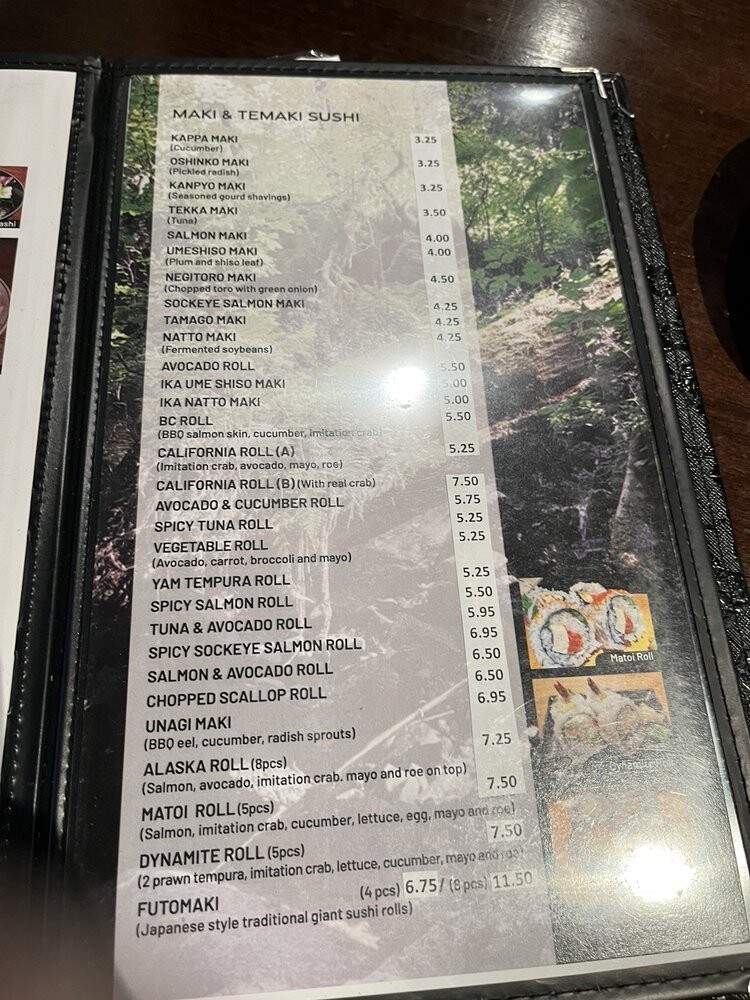 MAKI & TEMAKI SUSHI
KAPPA MAKI 3.25
(Cucumber)
OSHINKO MAKI 3.25
(Pickled radish)
KANPYO MAKI 3.25
(Seasoned gourd shavings)
TEKKA MAKI 3.50
(Tuna)
SALMON MAKI 4.00
UMESHISO MAKI 4.00
(Plum and shiso leaf)
NEGITORO MAKI 4.50
(Chopped toro with green onion)
SOCKEYE SALMON MAKI 4.25
TAMAGO MAKI 4.25
NATTO MAKI 4.25
(Fermented soybeans)
AVOCADO ROLL
IKA UME SHISO MAKI
IKA NATTO MAKI 5.00
BC ROLL 5.50
(BBQ salmon skin, cucumber, imitation crab)
CALIFORNIA ROLL (A) 5.25
(Imitation crab, avocado, mayo, roe)
CALIFORNIA ROLL (B) (With real crab) 7.50
AVOCADO & CUCUMBER ROLL 5.75
SPICY TUNA ROLL 5.25
VEGETABLE ROLL 5.25
(Avocado, carrot, broccoli and mayo)
YAM TEMPURA ROLL 5.25
SPICY SALMON ROLL 5.50
TUNA & AVOCADO ROLL 5.95
SPICY SOCKEYE SALMON ROLL 6.95
SALMON & AVOCADO ROLL 6.50
CHOPPED SCALLOP ROLL 6.50
UNAGI MAKI 6.95
(BBQ eel, cucumber, radish sprouts)
ALASKA ROLL (8pcs) 7.25
(Salmon, avocado, imitation crab. mayo and roe on top)
MATOI ROLL (5pcs) 7.50
(Salmon, imitation crab, cucumber, lettuce, egg, mayo and roe)
DYNAMITE ROLL (5pcs) 7.50
(2 prawn tempura, imitation crab, lettuce, cucumber, mayo and roe)
FUTOMAKI (4 pcs) 6.75 / (8 pcs) 11.50
(Japanese style traditional giant sushi rolls)
Matoi Roll